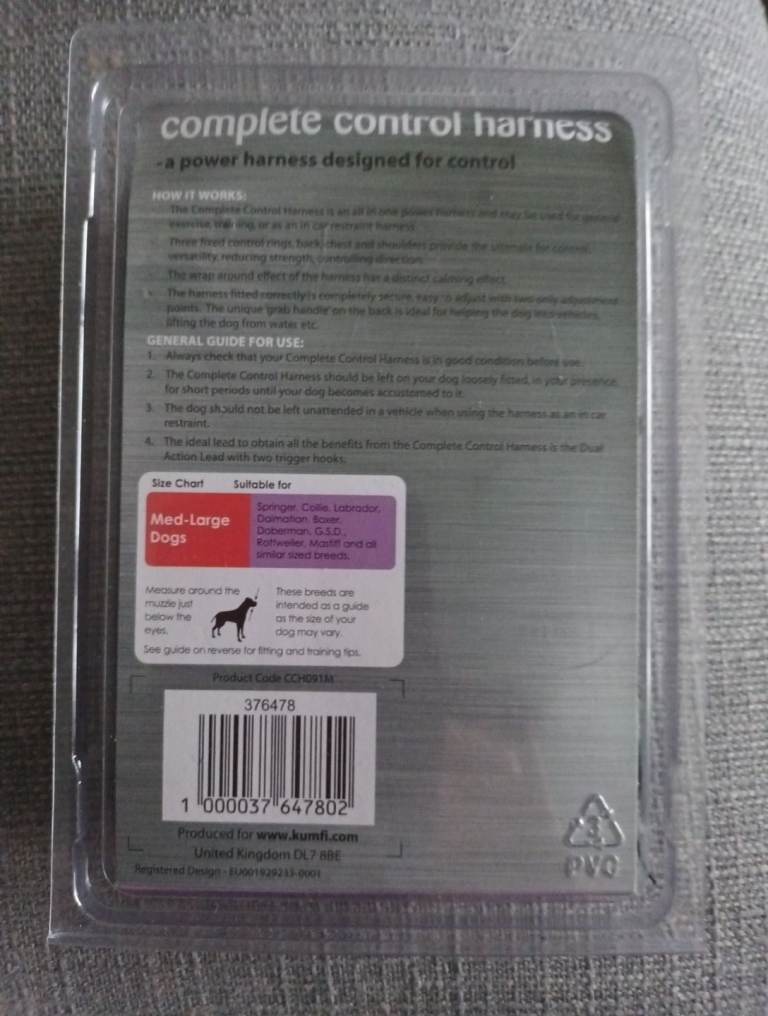 complete control harness
-a power harness designed for control
HOW IT WORKS:
The Complete Control Harness is an all in one power harness and may be used for general
exercise, training, or as an in car restraint harness.
Three fixed control rings, back, chest and shoulders provide the ultimate for control,
versatility, reducing strength, controlling direction.
The wrap around effect of the harness has a distinct calming effect.
The harness fitted correctly is completely secure, easy to adjust with two only adjustment
points. The unique 'grab handle' on the back is ideal for helping the dog into vehicles,
lifting the dog from water etc.
GENERAL GUIDE FOR USE:
1. Always check that your Complete Control Harness is in good condition before use.
2. The Complete Control Harness should be left on your dog loosely fitted, in your presence,
for short periods until your dog becomes accustomed to it.
3. The dog should not be left unattended in a vehicle when using the harness as an in car
restraint.
4. The ideal lead to obtain all the benefits from the Complete Control Harness is the Dual
Action Lead with two trigger hooks.
Size Chart Suitable for
Med-Large
Dogs
Springer, Collie, Labrador,
Dalmatian, Boxer,
Doberman, G.S.D.,
Rottweiler, Mastiff and all
similar sized breeds.
Measure around the
muzzle just
below the
eyes.
These breeds are
intended as a guide
as the size of your
dog may vary.
See guide on reverse for fitting and training tips.
Product Code CCH091M
376478
1 000037 647802
Produced for www.kumfi.com
United Kingdom DL7 8BE
Registered Design - EU001929233-0001
3
PVC